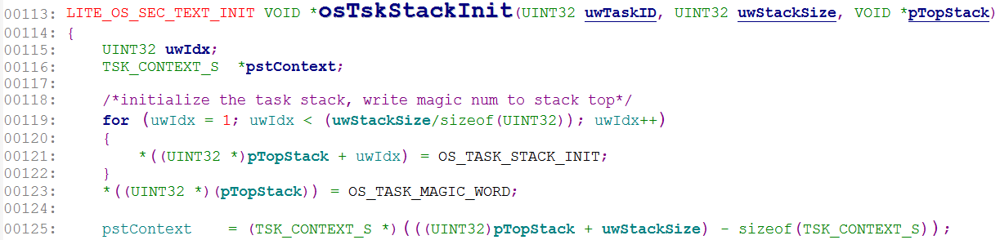 00113: LITE_OS_SEC_TEXT_INIT VOID *osTskStackInit(UINT32 uwTaskID, UINT32 uwStackSize, VOID *pTopStack)
00114: {
00115:     UINT32 uwIdx;
00116:     TSK_CONTEXT_S  *pstContext;
00117:
00118:     /*initialize the task stack, write magic num to stack top*/
00119:     for (uwIdx = 1; uwIdx < (uwStackSize/sizeof(UINT32)); uwIdx++)
00120:     {
00121:         *((UINT32 *)pTopStack + uwIdx) = OS_TASK_STACK_INIT;
00122:     }
00123:     *((UINT32 *)(pTopStack)) = OS_TASK_MAGIC_WORD;
00124:
00125:     pstContext    = (TSK_CONTEXT_S *)(((UINT32)pTopStack + uwStackSize) - sizeof(TSK_CONTEXT_S));